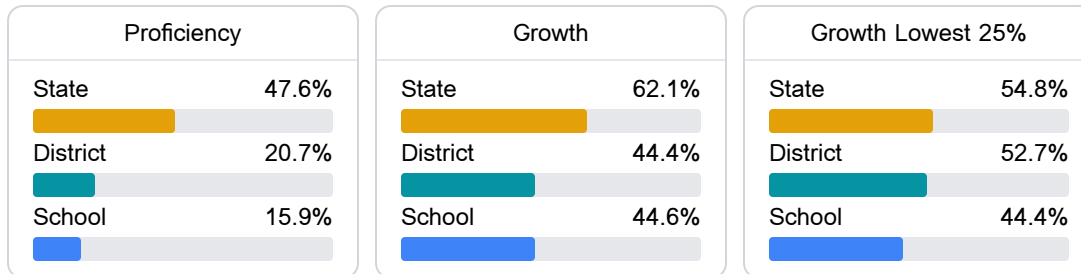 Proficiency
State 47.6%
District 20.7%
School 15.9%
Growth
State 62.1%
District 44.4%
School 44.6%
Growth Lowest 25%
State 54.8%
District 52.7%
School 44.4%